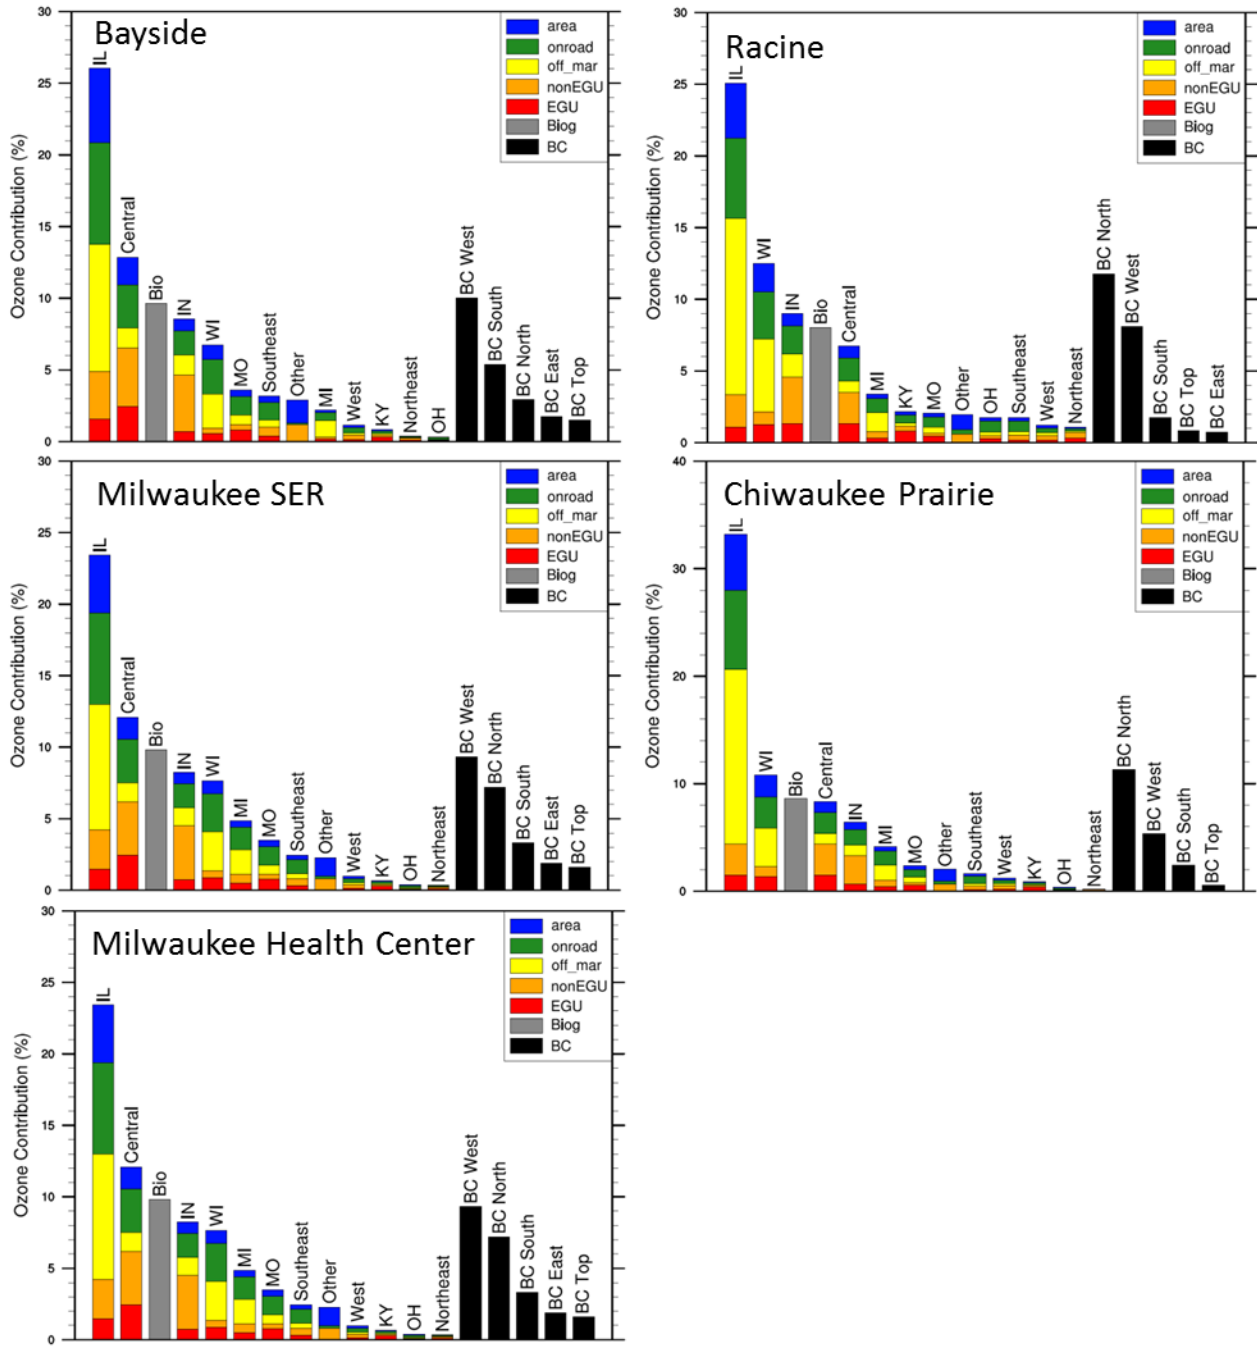 Bayside
Ozone Contribution (%)
30
25
20
15
10
5
0
area
onroad
off_mar
nonEGU
EGU
Biog
BC
IL
Central
Bio
IN
WI
MO
Southeast
Other
MI
West
KY
Northeast
OH
BC West
BC South
BC North
BC East
BC Top
Racine
Ozone Contribution (%)
30
25
20
15
10
5
0
area
onroad
off_mar
nonEGU
EGU
Biog
BC
IL
WI
IN
Bio
Central
MI
KY
MO
Other
OH
Southeast
West
Northeast
BC North
BC West
BC South
BC Top
BC East
Milwaukee SER
Ozone Contribution (%)
30
25
20
15
10
5
0
area
onroad
off_mar
nonEGU
EGU
Biog
BC
IL
Central
Bio
IN
WI
MI
MO
Southeast
Other
West
KY
OH
Northeast
BC West
BC North
BC South
BC East
BC Top
Chiwaukee Prairie
Ozone Contribution (%)
40
30
20
10
0
area
onroad
off_mar
nonEGU
EGU
Biog
BC
IL
WI
Bio
Central
IN
MI
MO
Other
Southeast
West
KY
OH
Northeast
BC North
BC West
BC South
BC Top
Milwaukee Health Center
Ozone Contribution (%)
30
25
20
15
10
5
0
area
onroad
off_mar
nonEGU
EGU
Biog
BC
IL
Central
Bio
IN
WI
MI
MO
Southeast
Other
West
KY
OH
Northeast
BC West
BC North
BC South
BC East
BC Top